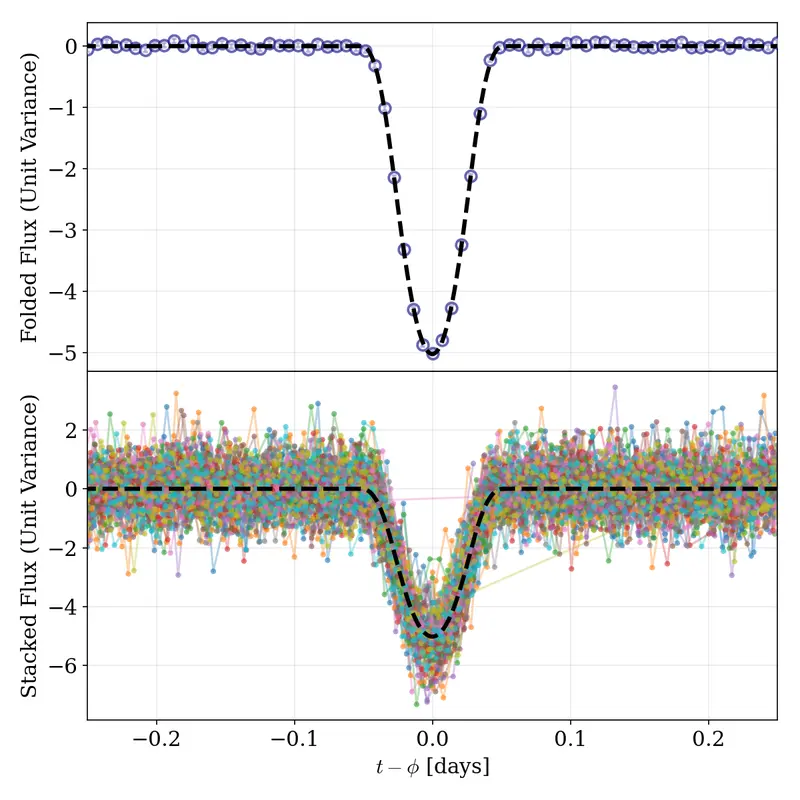 Folded Flux (Unit Variance)
0
−1
−2
−3
−4
−5
Stacked Flux (Unit Variance)
2
0
−2
−4
−6
−0.2 −0.1 0.0 0.1 0.2
t − ϕ [days]